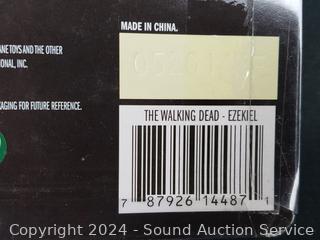 MADE IN CHINA.
ANE TOYS AND THE OTHER
IONAL, INC.
AGING FOR FUTURE REFERENCE.
THE WALKING DEAD - EZEKIEL
7 87926 14487 1
Copyright 2024 - Sound Auction Service